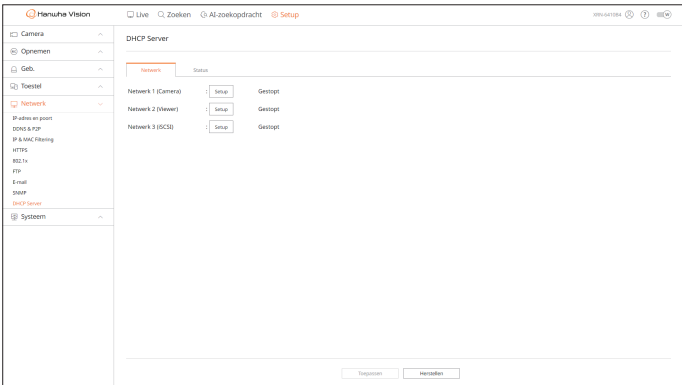 Hanwha Vision
Live Zoeken AI-zoekopdracht Setup
Camera
Opnemen
Geb.
Toestel
Netwerk
IP-adres en poort
DDNS & P2P
IP & MAC Filtering
HTTPS
802.1x
FTP
E-mail
SNMP
DHCP Server
Systeem
DHCP Server
Netwerk Status
Netwerk 1 (Camera) : Setup Gestopt
Netwerk 2 (Viewer) : Setup Gestopt
Netwerk 3 (iSCSI) : Setup Gestopt
Toepassen Herstellen